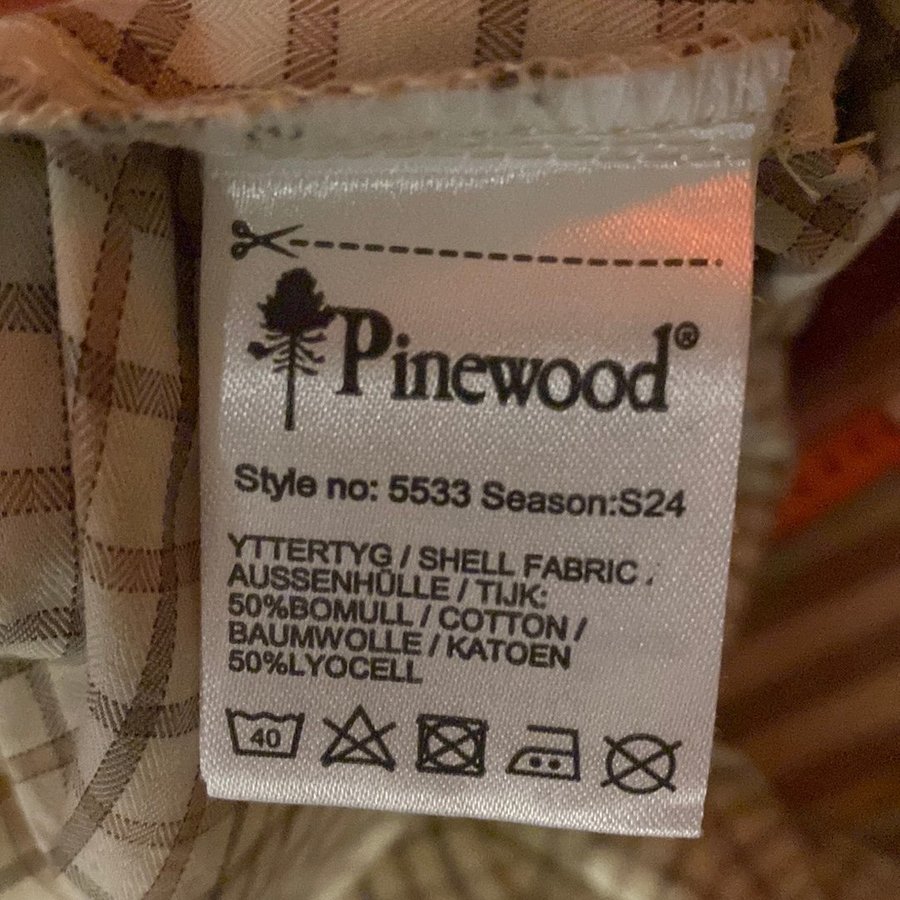 Pinewood®
Style no: 5533 Season:S24
YTTERTYG / SHELL FABRIC /
AUSSENHÜLLE / TIJK:
50%BOMULL / COTTON /
BAUMWOLLE / KATOEN
50%LYOCELL
40